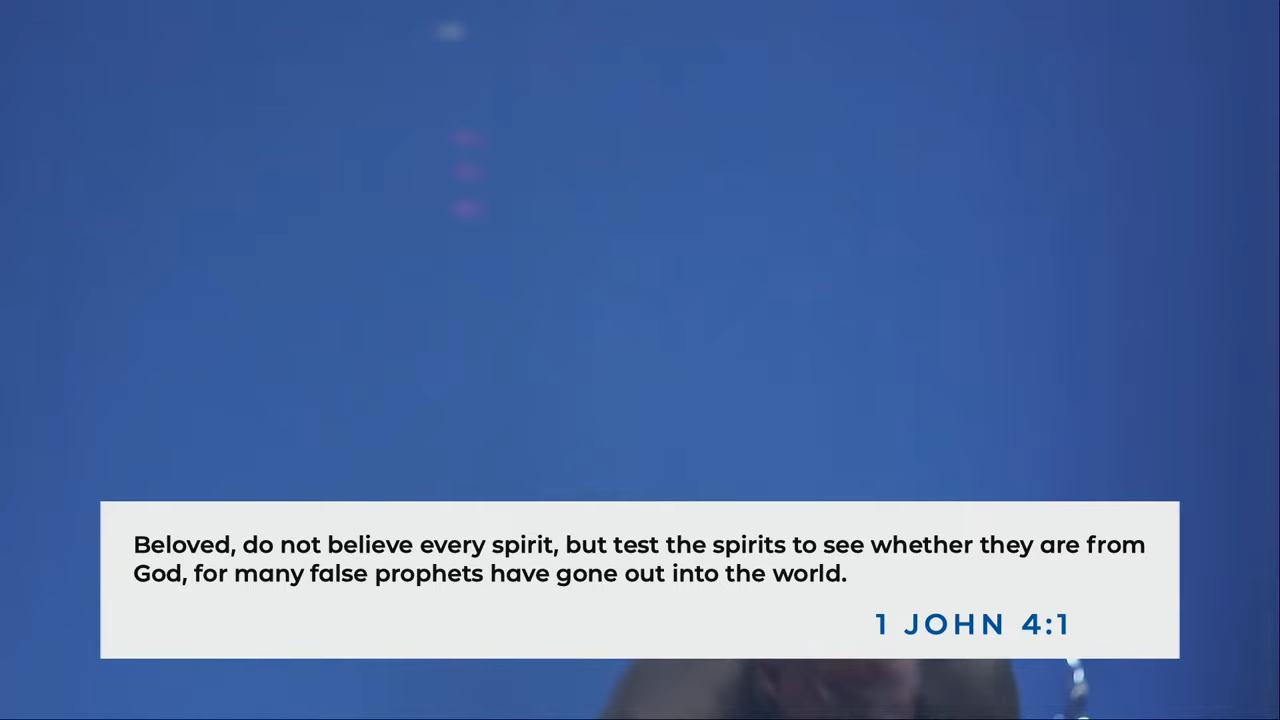 Beloved, do not believe every spirit, but test the spirits to see whether they are from
God, for many false prophets have gone out into the world.
1 JOHN 4:1